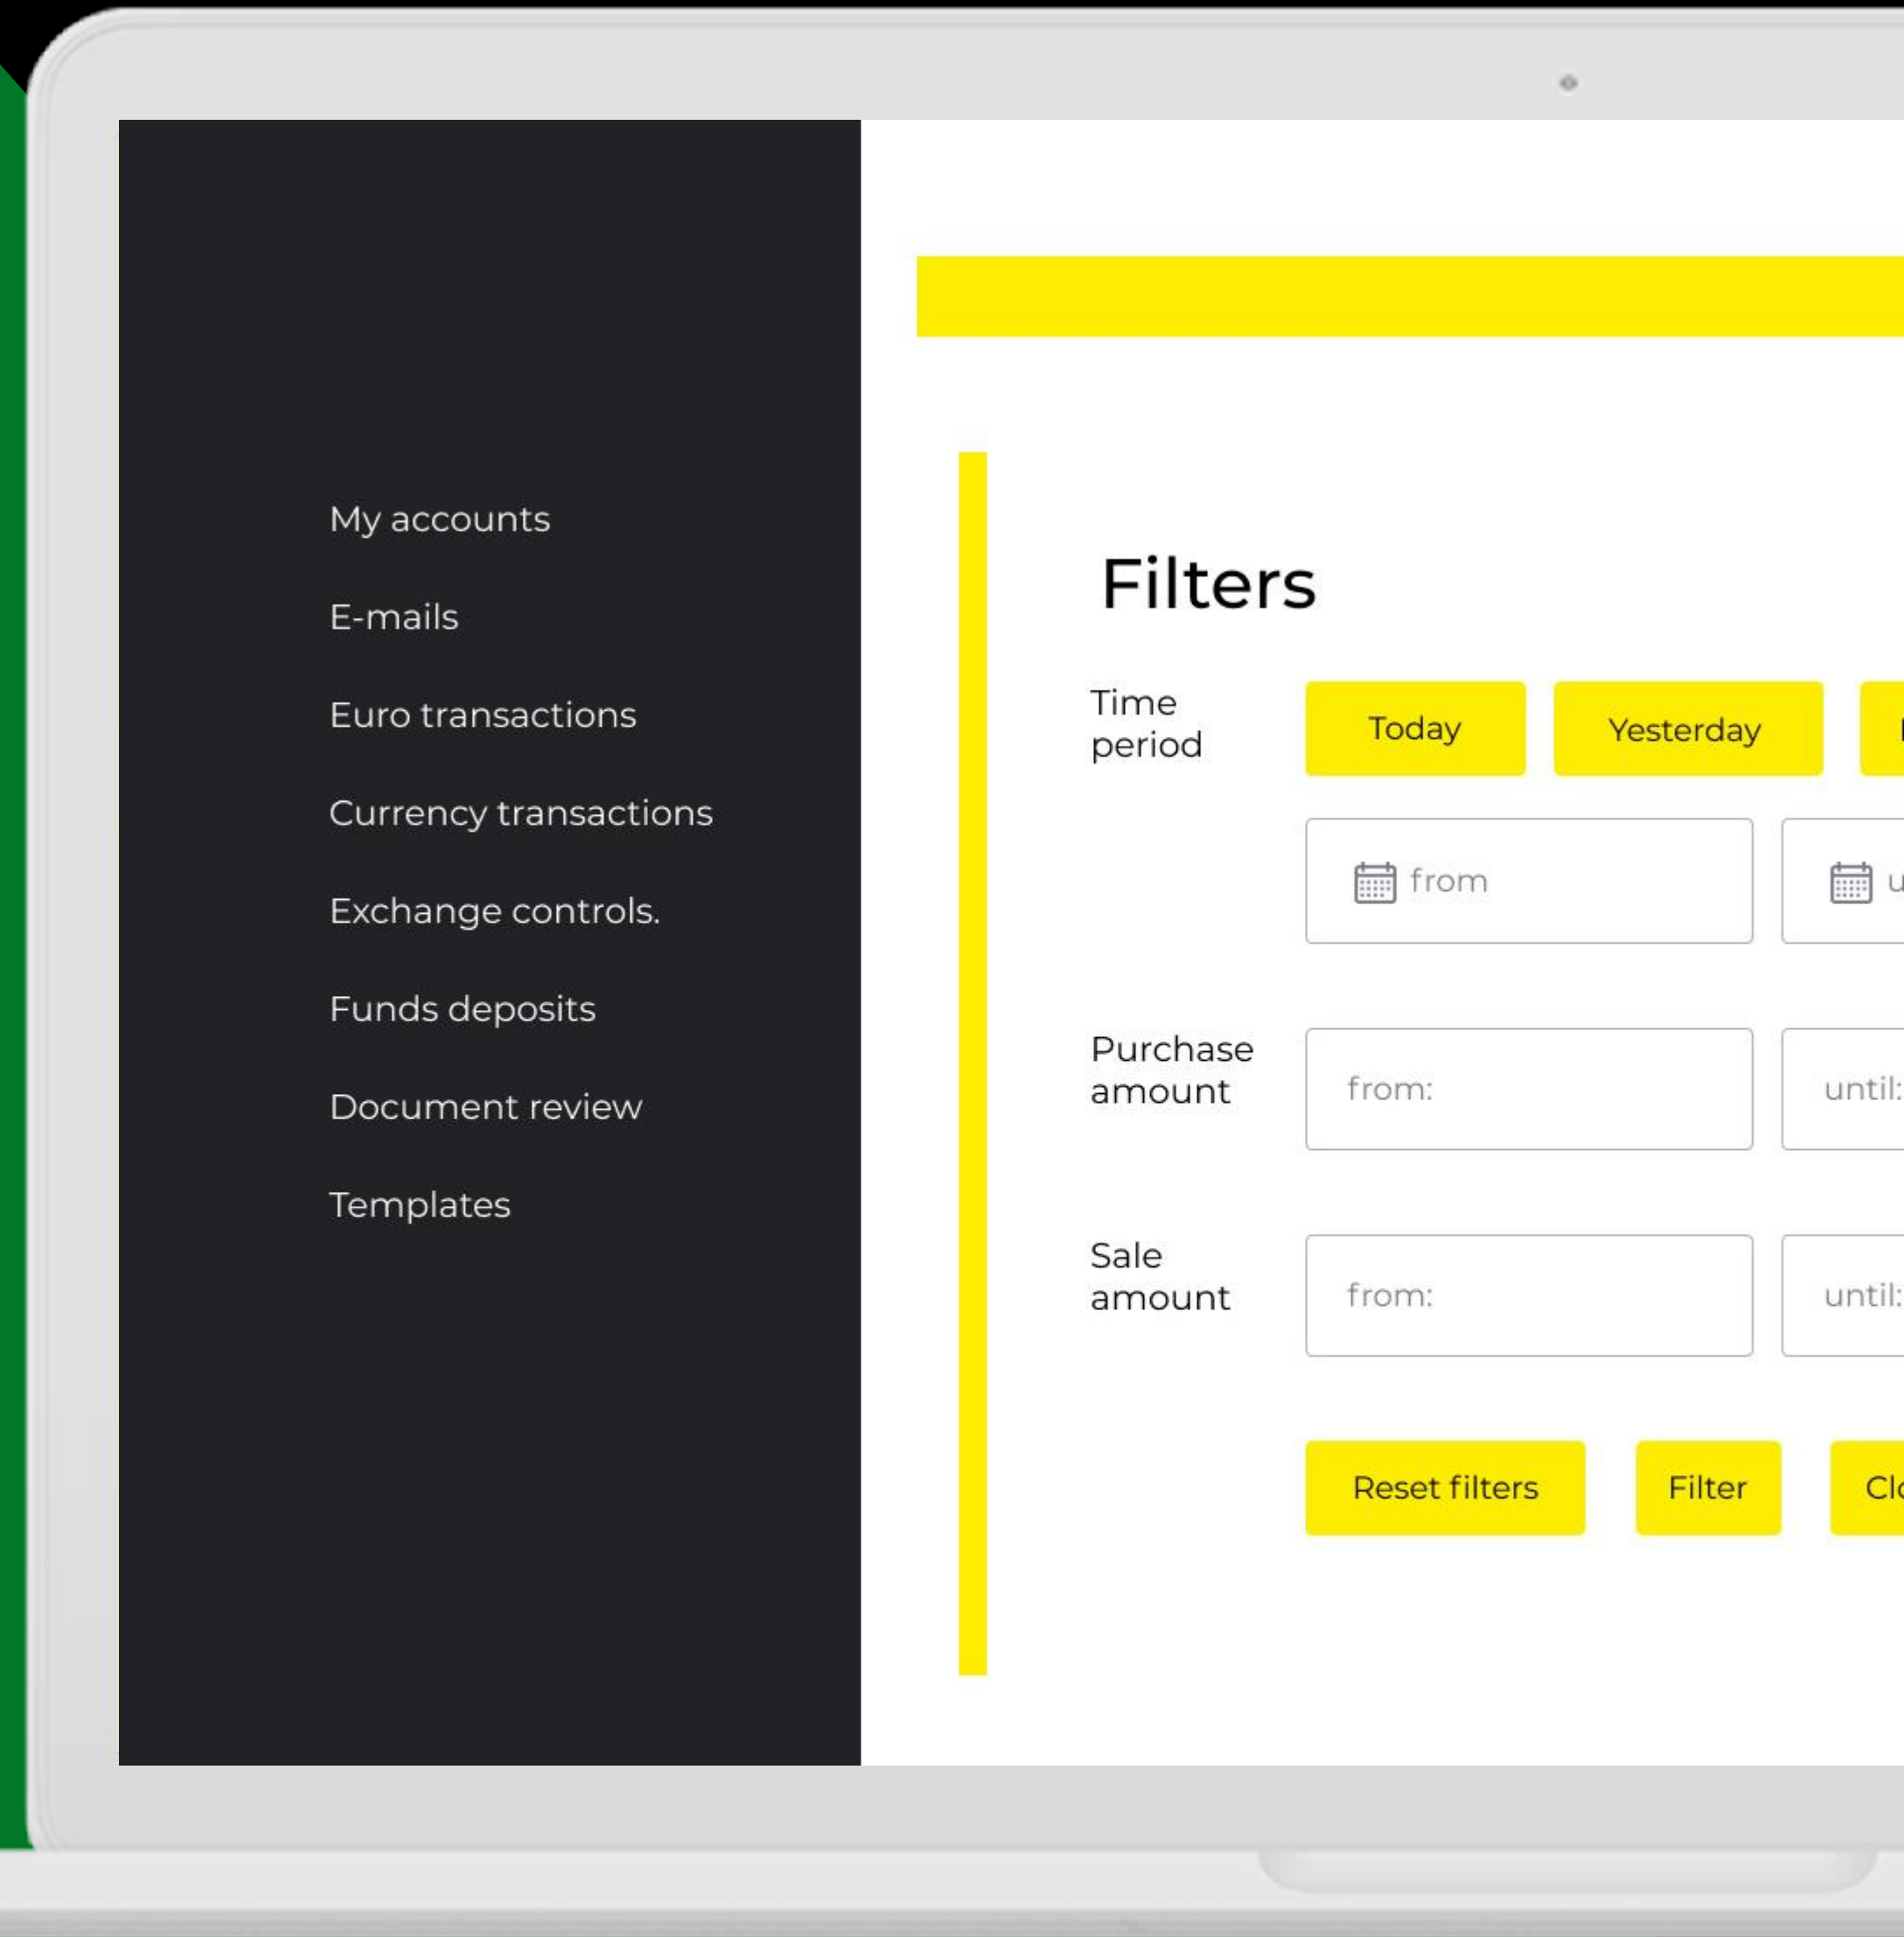 My accounts
E-mails
Euro transactions
Currency transactions
Exchange controls.
Funds deposits
Document review
Templates
Filters
Time
period
Today
Yesterday
from
Purchase
amount
from:
until:
Sale
amount
from:
until:
Reset filters
Filter